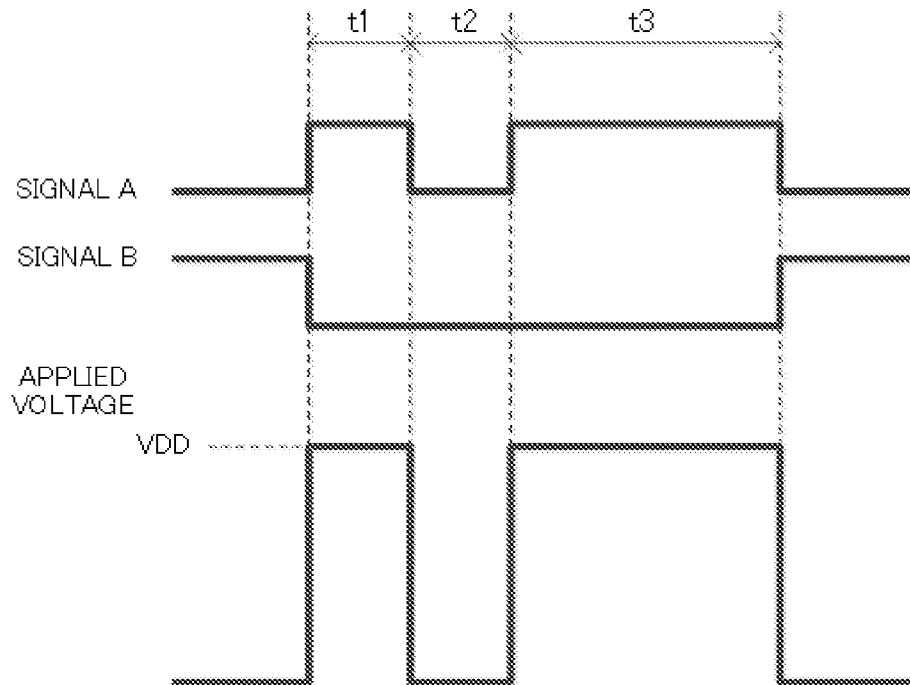 t1 t2 t3
SIGNAL A
SIGNAL B
APPLIED
VOLTAGE
VDD